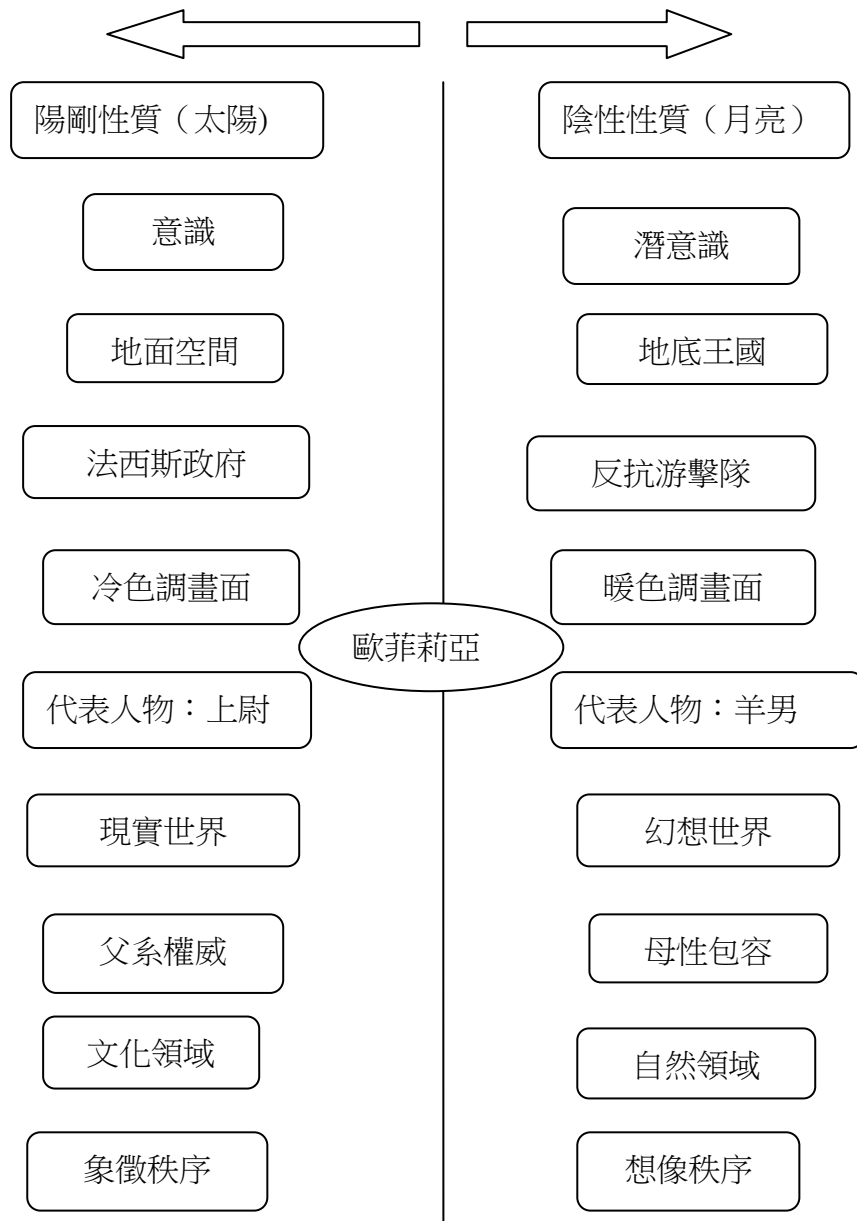 陽剛性質（太陽)
陰性性質（月亮）
意識
潛意識
地面空間
地底王國
法西斯政府
反抗游擊隊
冷色調畫面
暖色調畫面
歐菲莉亞
代表人物：上尉
代表人物：羊男
現實世界
幻想世界
父系權威
母性包容
文化領域
自然領域
象徵秩序
想像秩序